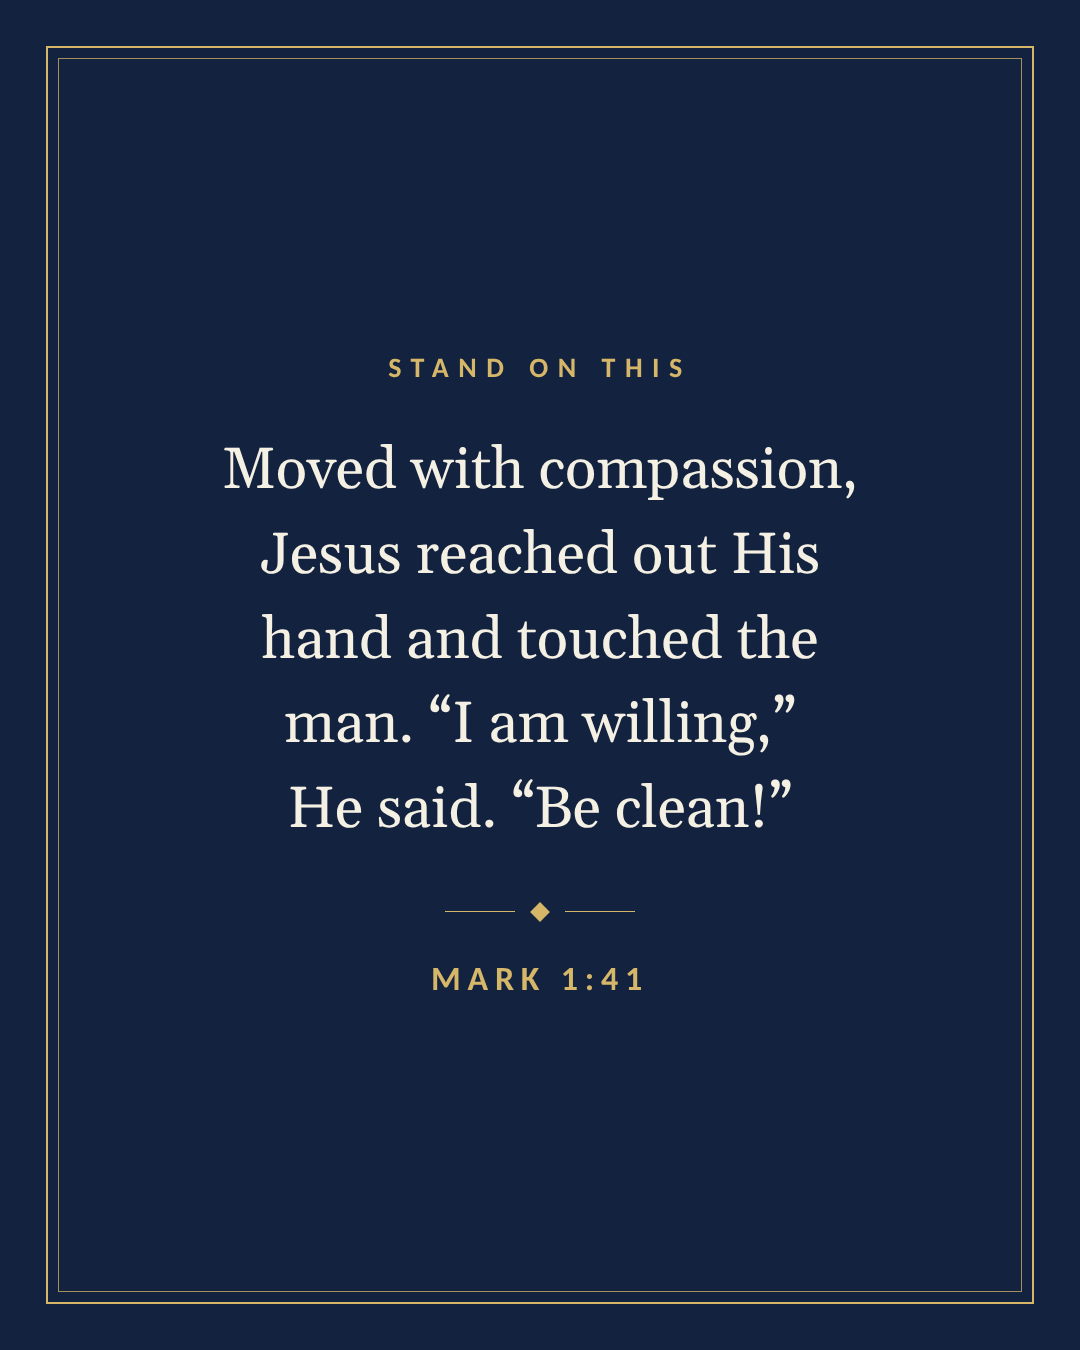 STAND ON THIS
Moved with compassion,
Jesus reached out His
hand and touched the
man. “I am willing,”
He said. “Be clean!”
MARK 1:41